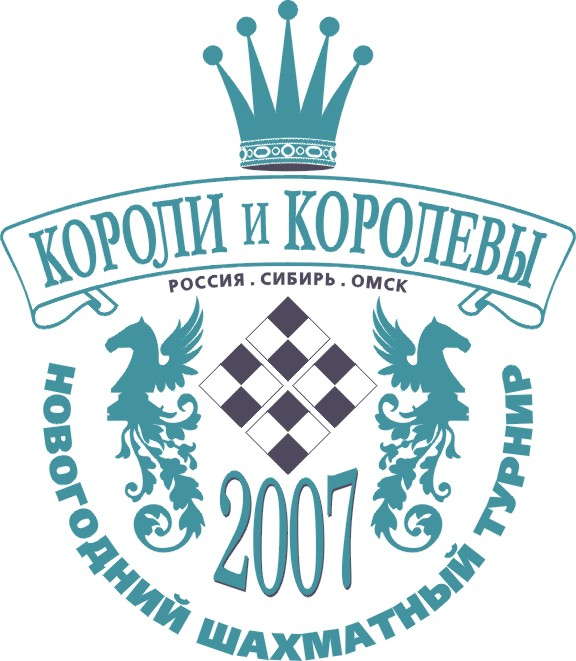 КОРОЛИ И КОРОЛЕВЫ
РОССИЯ . СИБИРЬ . ОМСК
2007
НОВОГОДНИЙ ШАХМАТНЫЙ ТУРНИР